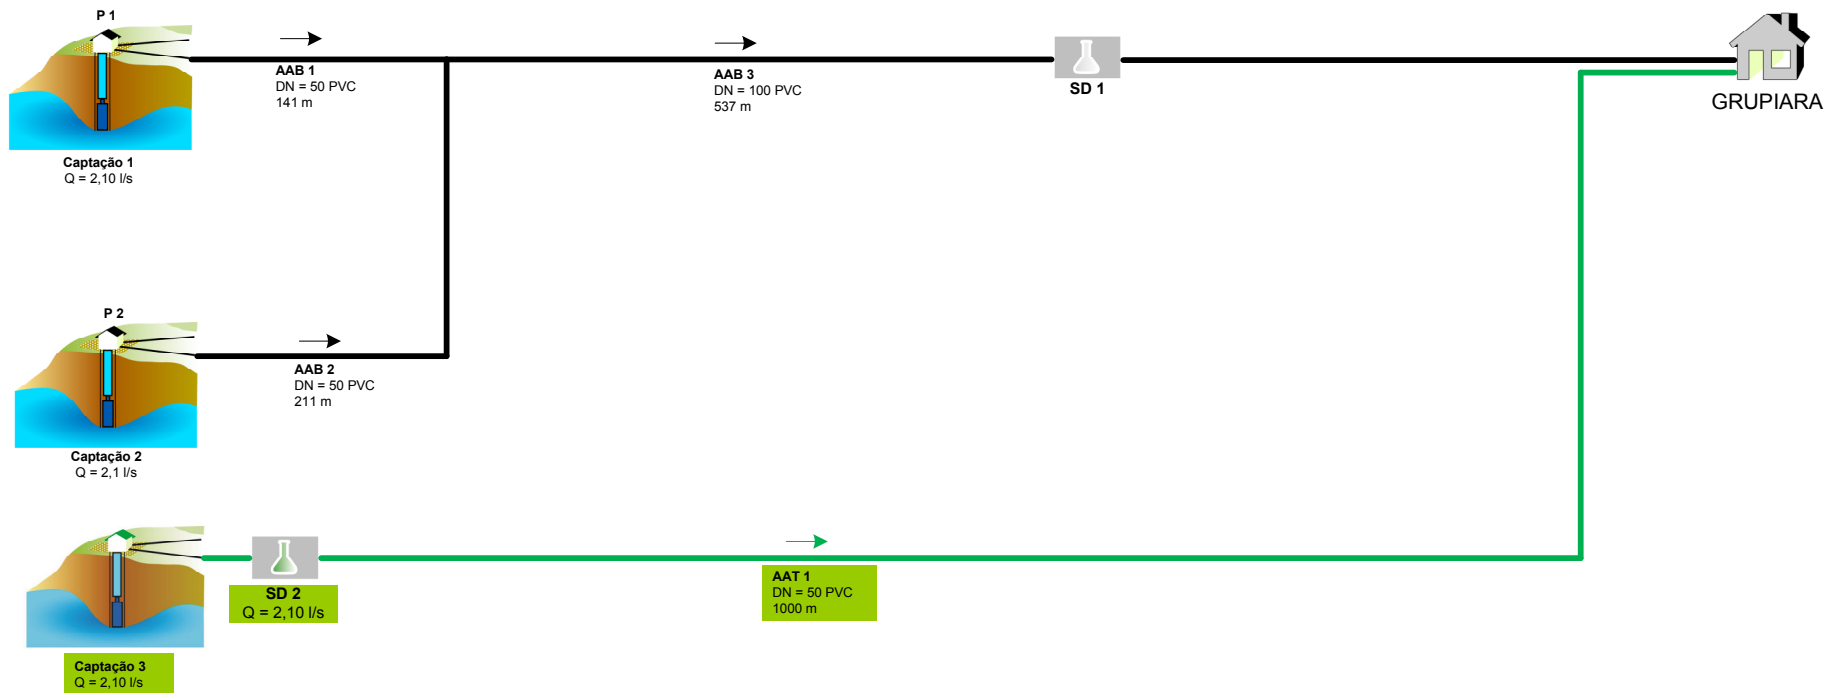 P 1
AAB 1
DN = 50 PVC
141 m
AAB 3
DN = 100 PVC
537 m
SD 1
GRUPIARA
Captação 1
Q = 2,10 l/s
P 2
AAB 2
DN = 50 PVC
211 m
Captação 2
Q = 2,1 l/s
SD 2
Q = 2,10 l/s
AAT 1
DN = 50 PVC
1000 m
Captação 3
Q = 2,10 l/s